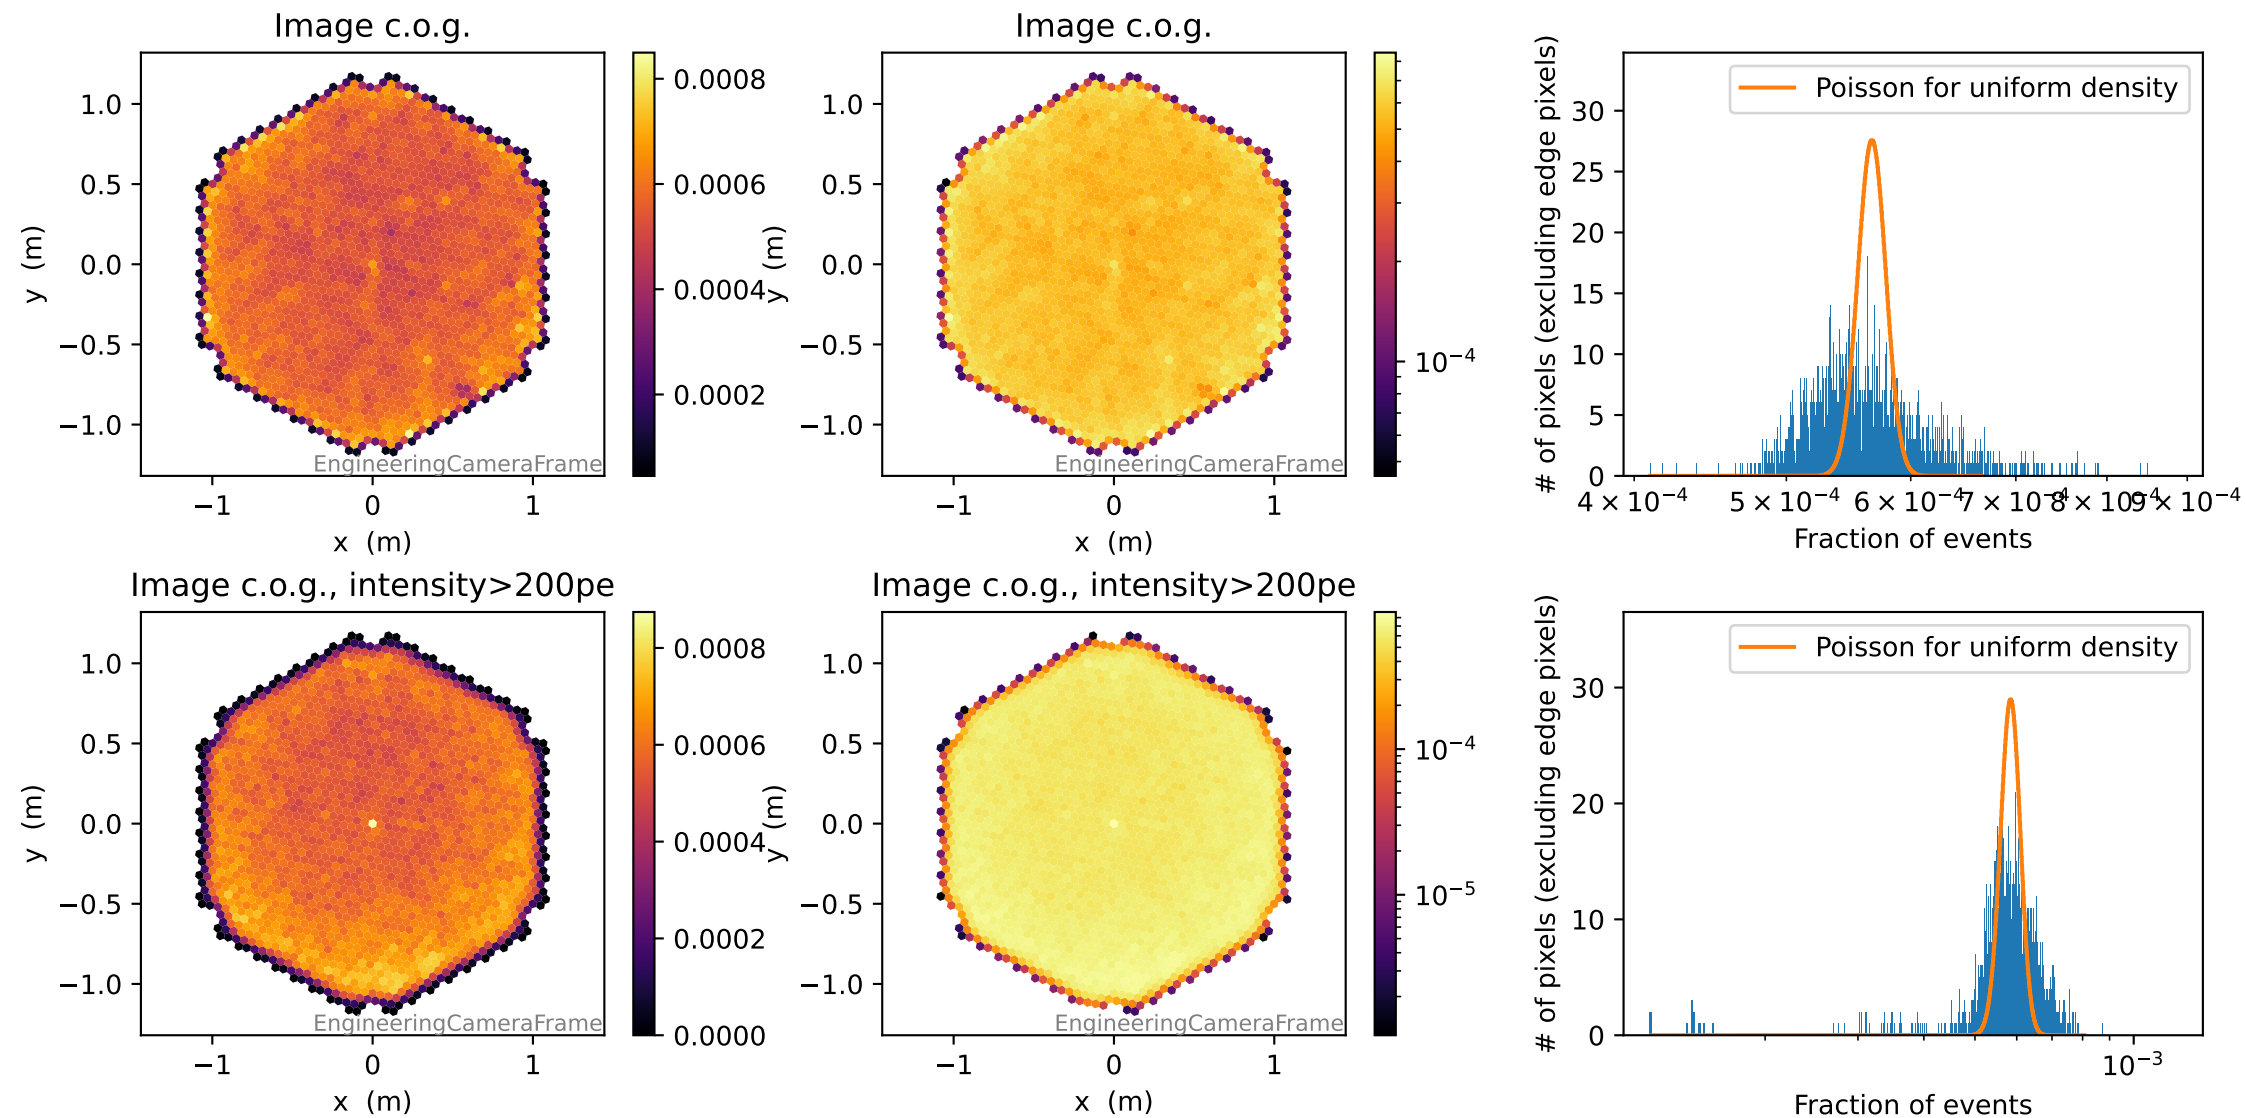 Image c.o.g.
1.0
0.5
0.0
−0.5
−1.0
y (m)
EngineeringCameraFrame
−1 0 1
x (m)
0.0008
0.0006
0.0004
0.0002
Image c.o.g.
1.0
0.5
0.0
−0.5
−1.0
y (m)
EngineeringCameraFrame
−1 0 1
x (m)
10⁻⁴
# of pixels (excluding edge pixels)
30
25
20
15
10
5
0
Poisson for uniform density
4 × 10⁻⁴ 5 × 10⁻⁴ 6 × 10⁻⁴ 7 × 10⁻⁴ 8 × 10⁻⁴ 9 × 10⁻⁴
Fraction of events
Image c.o.g., intensity>200pe
1.0
0.5
0.0
−0.5
−1.0
y (m)
EngineeringCameraFrame
−1 0 1
x (m)
0.0008
0.0006
0.0004
0.0002
0.0000
Image c.o.g., intensity>200pe
1.0
0.5
0.0
−0.5
−1.0
y (m)
EngineeringCameraFrame
−1 0 1
x (m)
10⁻⁴
10⁻⁵
# of pixels (excluding edge pixels)
30
20
10
0
Poisson for uniform density
10⁻³
Fraction of events